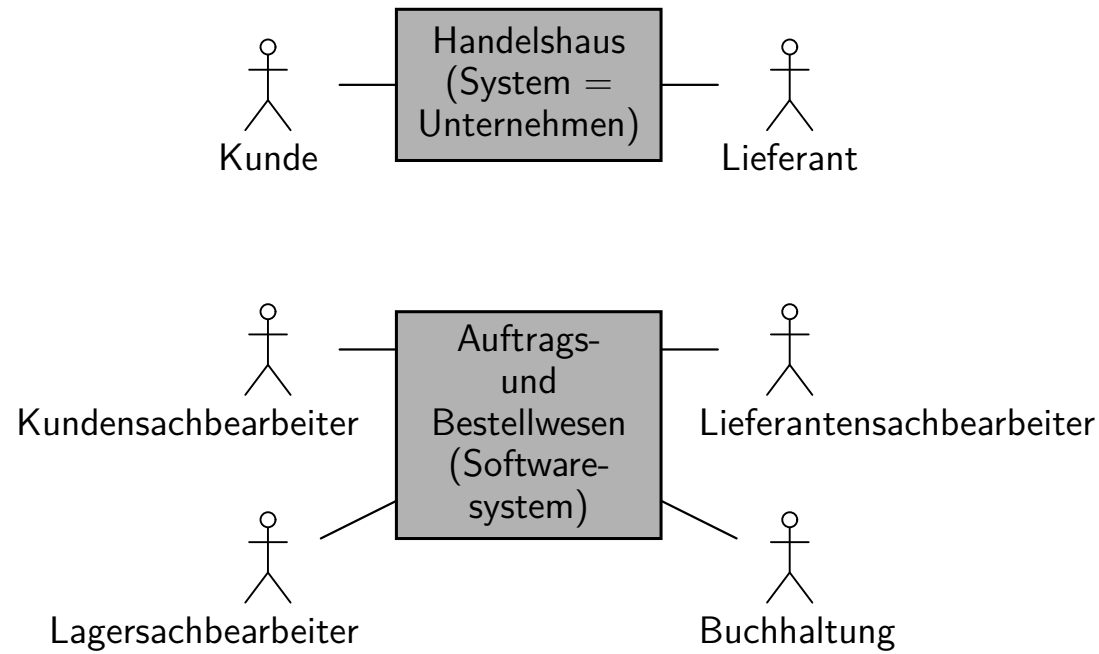 Handelshaus
(System =
Unternehmen)
Kunde
Lieferant
Auftrags-
und
Bestellwesen
(Software-
system)
Kundensachbearbeiter
Lieferantensachbearbeiter
Lagersachbearbeiter
Buchhaltung